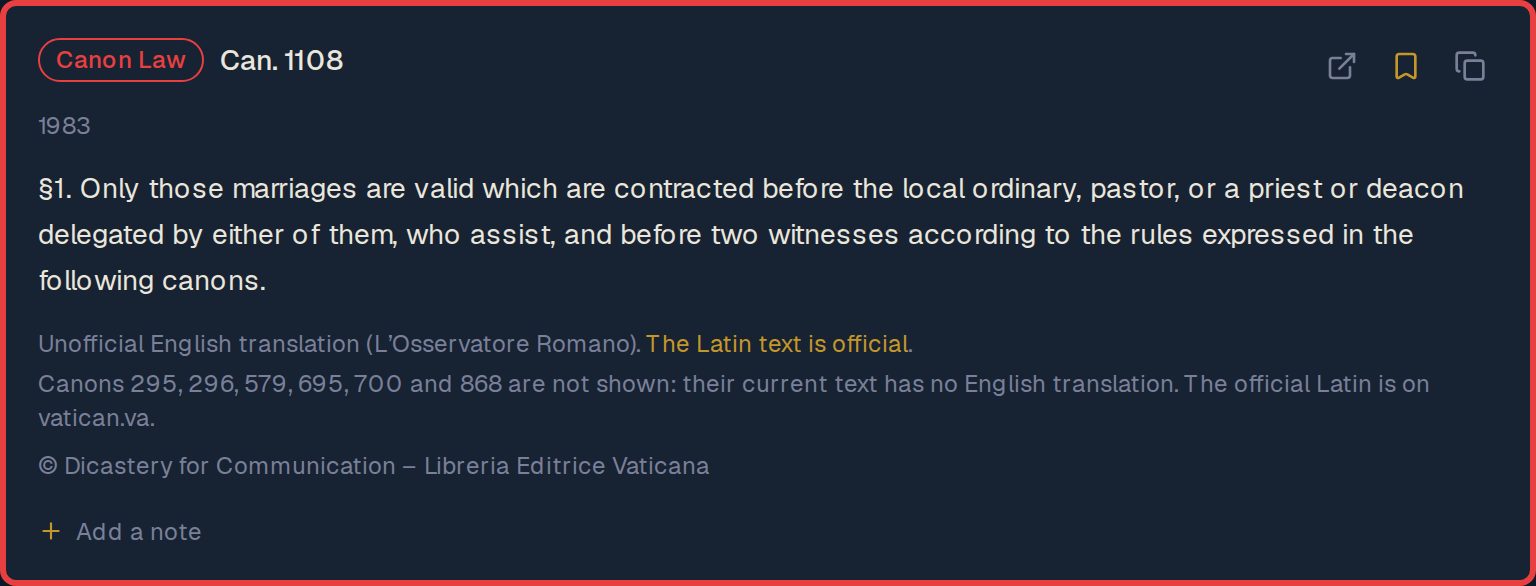 Canon Law Can. 1108
1983
§1. Only those marriages are valid which are contracted before the local ordinary, pastor, or a priest or deacon
delegated by either of them, who assist, and before two witnesses according to the rules expressed in the
following canons.
Unofficial English translation (L’Osservatore Romano). The Latin text is official.
Canons 295, 296, 579, 695, 700 and 868 are not shown: their current text has no English translation. The official Latin is on
vatican.va.
© Dicastery for Communication – Libreria Editrice Vaticana
+ Add a note